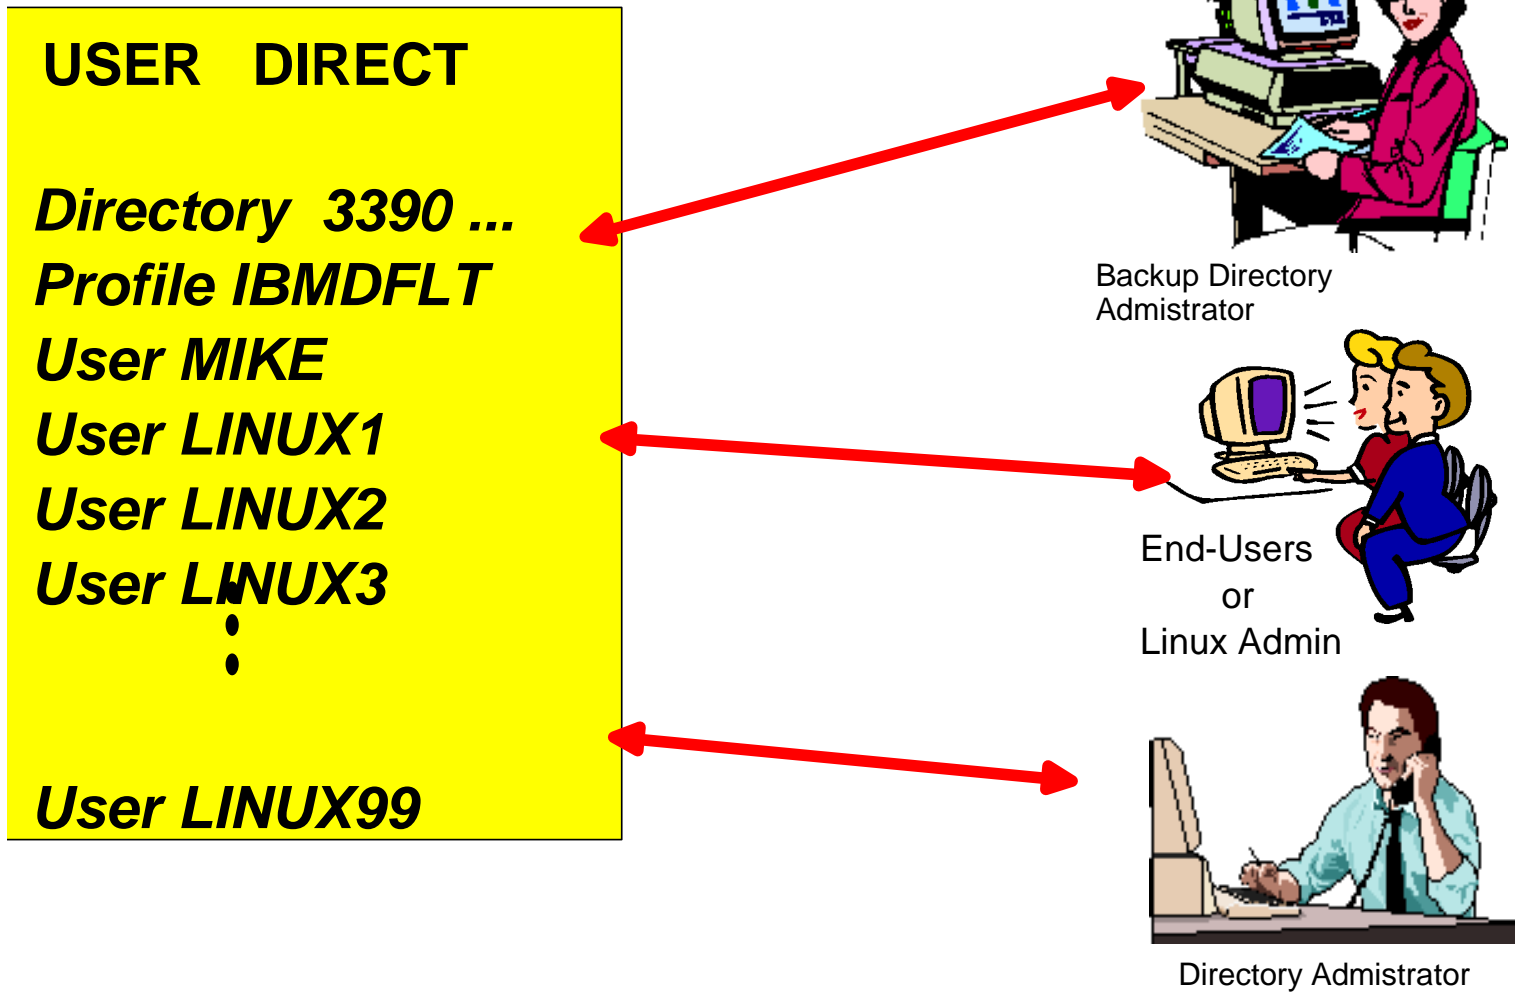 USER DIRECT
Directory 3390 ...
Profile IBMDFLT
User MIKE
User LINUX1
User LINUX2
User LINUX3
User LINUX99
Backup Directory
Admistrator
End-Users
or
Linux Admin
Directory Admistrator